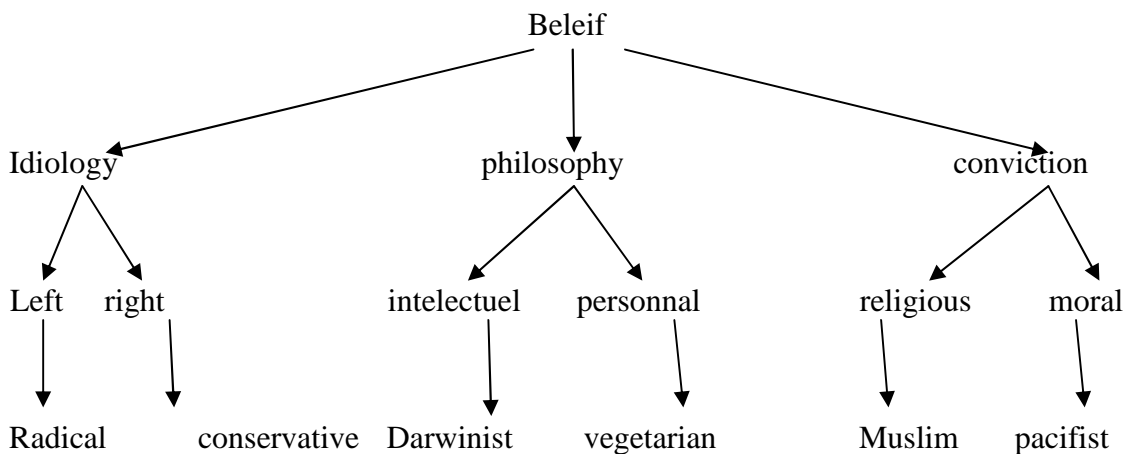 Beleif
Idiology philosophy conviction
Left right intelectuel personnal religious moral
Radical conservative Darwinist vegetarian Muslim pacifist